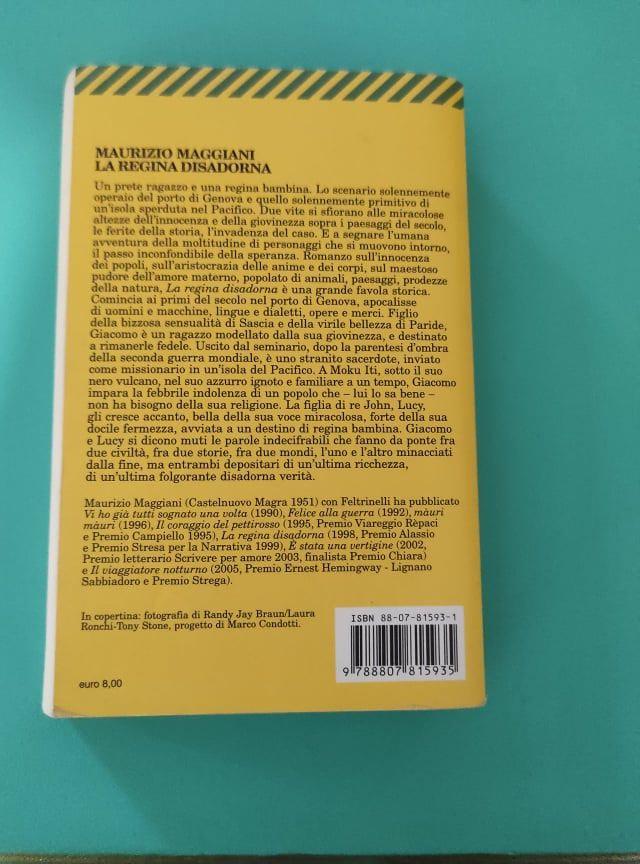 MAURIZIO MAGGIANI
LA REGINA DISADORNA
Un prete ragazzo e una regina bambina. Lo scenario solennemente
operaio del porto di Genova e quello solennemente primitivo di
un'isola sperduta nel Pacifico. Due vite si sfiorano alle miracolose
altezze dell'innocenza e della giovinezza sopra i paesaggi del secolo,
le ferite della storia, l'invadenza del caso. E a segnare l'umana
avventura della moltitudine di personaggi che si muovono intorno,
il passo inconfondibile della speranza. Romanzo sull'innocenza
dei popoli, sull'aristocrazia delle anime e dei corpi, sul maestoso
pudore dell'amore materno, popolato di animali, paesaggi, prodezze
della natura, La regina disadorna è una grande favola storica.
Comincia ai primi del secolo nel porto di Genova, apocalisse
di uomini e macchine, lingue e dialetti, opere e merci. Figlio
della bizzosa sensualità di Sascia e della virile bellezza di Paride,
Giacomo è un ragazzo modellato dalla sua giovinezza, e destinato
a rimanerle fedele. Uscito dal seminario, dopo la parentesi d'ombra
della seconda guerra mondiale, è uno stranito sacerdote, inviato
come missionario in un'isola del Pacifico. A Moku Iti, sotto il suo
nero vulcano, nel suo azzurro ignoto e familiare a un tempo, Giacomo
impara la febbrile indolenza di un popolo che – lui lo sa bene –
non ha bisogno della sua religione. La figlia di re John, Lucy,
gli cresce accanto, bella della sua voce miracolosa, forte della sua
docile fermezza, avviata a un destino di regina bambina. Giacomo
e Lucy si dicono muti le parole indecifrabili che fanno da ponte fra
due civiltà, fra due storie, fra due mondi, l'uno e l'altro minacciati
dalla fine, ma entrambi depositari di un'ultima ricchezza,
di un'ultima folgorante disadorna verità.
Maurizio Maggiani (Castelnuovo Magra 1951) con Feltrinelli ha pubblicato
Vi ho già tutti sognato una volta (1990), Felice alla guerra (1992), màuri
màuri (1996), Il coraggio del pettirosso (1995, Premio Viareggio Rèpaci
e Premio Campiello 1995), La regina disadorna (1998, Premio Alassio
e Premio Stresa per la Narrativa 1999), È stata una vertigine (2002,
Premio letterario Scrivere per amore 2003, finalista Premio Chiara)
e Il viaggiatore notturno (2005, Premio Ernest Hemingway - Lignano
Sabbiadoro e Premio Strega).
In copertina: fotografia di Randy Jay Braun/Laura
Ronchi-Tony Stone, progetto di Marco Condotti.
euro 8,00
ISBN 88-07-81593-1
9 788807 815935